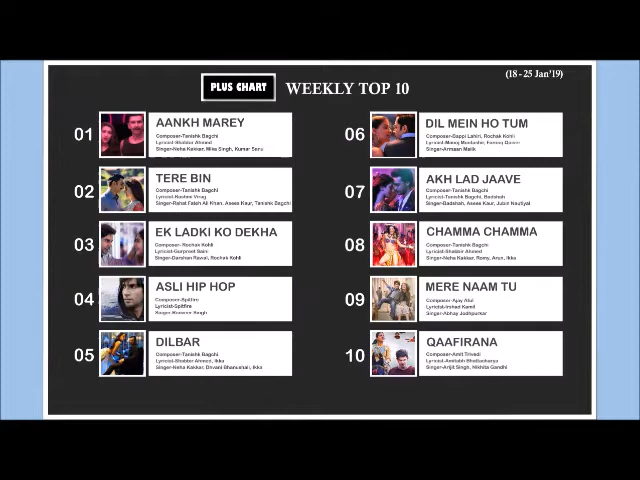 (18 - 25 Jan'19)
PLUS CHART WEEKLY TOP 10
01
AANKH MAREY
Composer-Tanishk Bagchi
Lyricist-Shabbir Ahmed
Singer-Neha Kakkar, Mika Singh, Kumar Sanu
02
TERE BIN
Composer-Tanishk Bagchi
Lyricist-Rashmi Virag
Singer-Rahat Fateh Ali Khan, Asees Kaur, Tanishk Bagchi
03
EK LADKI KO DEKHA
Composer- Rochak Kohli
Lyricist-Gurpreet Saini
Singer-Darshan Raval, Rochak Kohli
04
ASLI HIP HOP
Composer-Spitfire
Lyricist-Spitfire
Singer-Ranveer Singh
05
DILBAR
Composer-Tanishk Bagchi
Lyricist-Shabbir Ahmed, Ikka
Singer-Neha Kakkar, Dhvani Bhanushali, Ikka
06
DIL MEIN HO TUM
Composer-Bappi Lahiri, Rochak Kohli
Lyricist-Manoj Muntashir, Farooq Qaiser
Singer-Armaan Malik
07
AKH LAD JAAVE
Composer-Tanishk Bagchi
Lyricist-Tanishk Bagchi, Badshah
Singer-Badshah, Asees Kaur, Jubin Nautiyal
08
CHAMMA CHAMMA
Composer-Tanishk Bagchi
Lyricist-Shabbir Ahmed
Singer-Neha Kakkar, Romy, Arun, Ikka
09
MERE NAAM TU
Composer-Ajay Atul
Lyricist-Irshad Kamil
Singer-Abhay Jodhpurkar
10
QAAFIRANA
Composer-Amit Trivedi
Lyricist-Amitabh Bhattacharya
Singer-Arijit Singh, Nikhita Gandhi